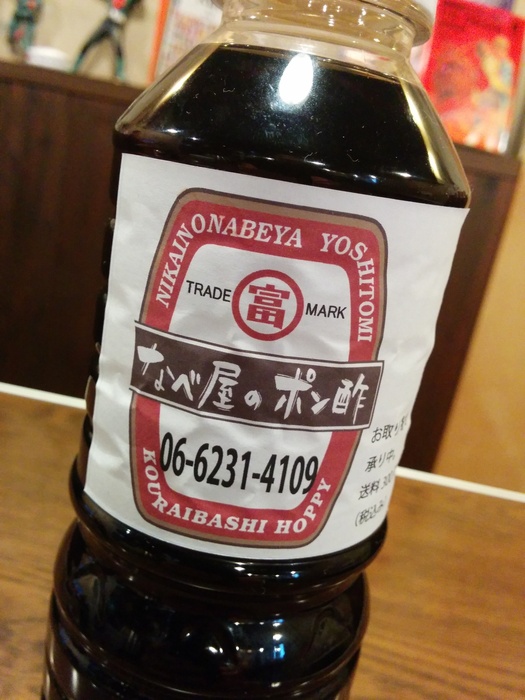 NIKAINONABEYA YOSHITOMI
TRADE 富 MARK
なべ屋のポン酢
06-6231-4109
KOURAIBASHI HOPPY
お取り
承り中
送料
(税込